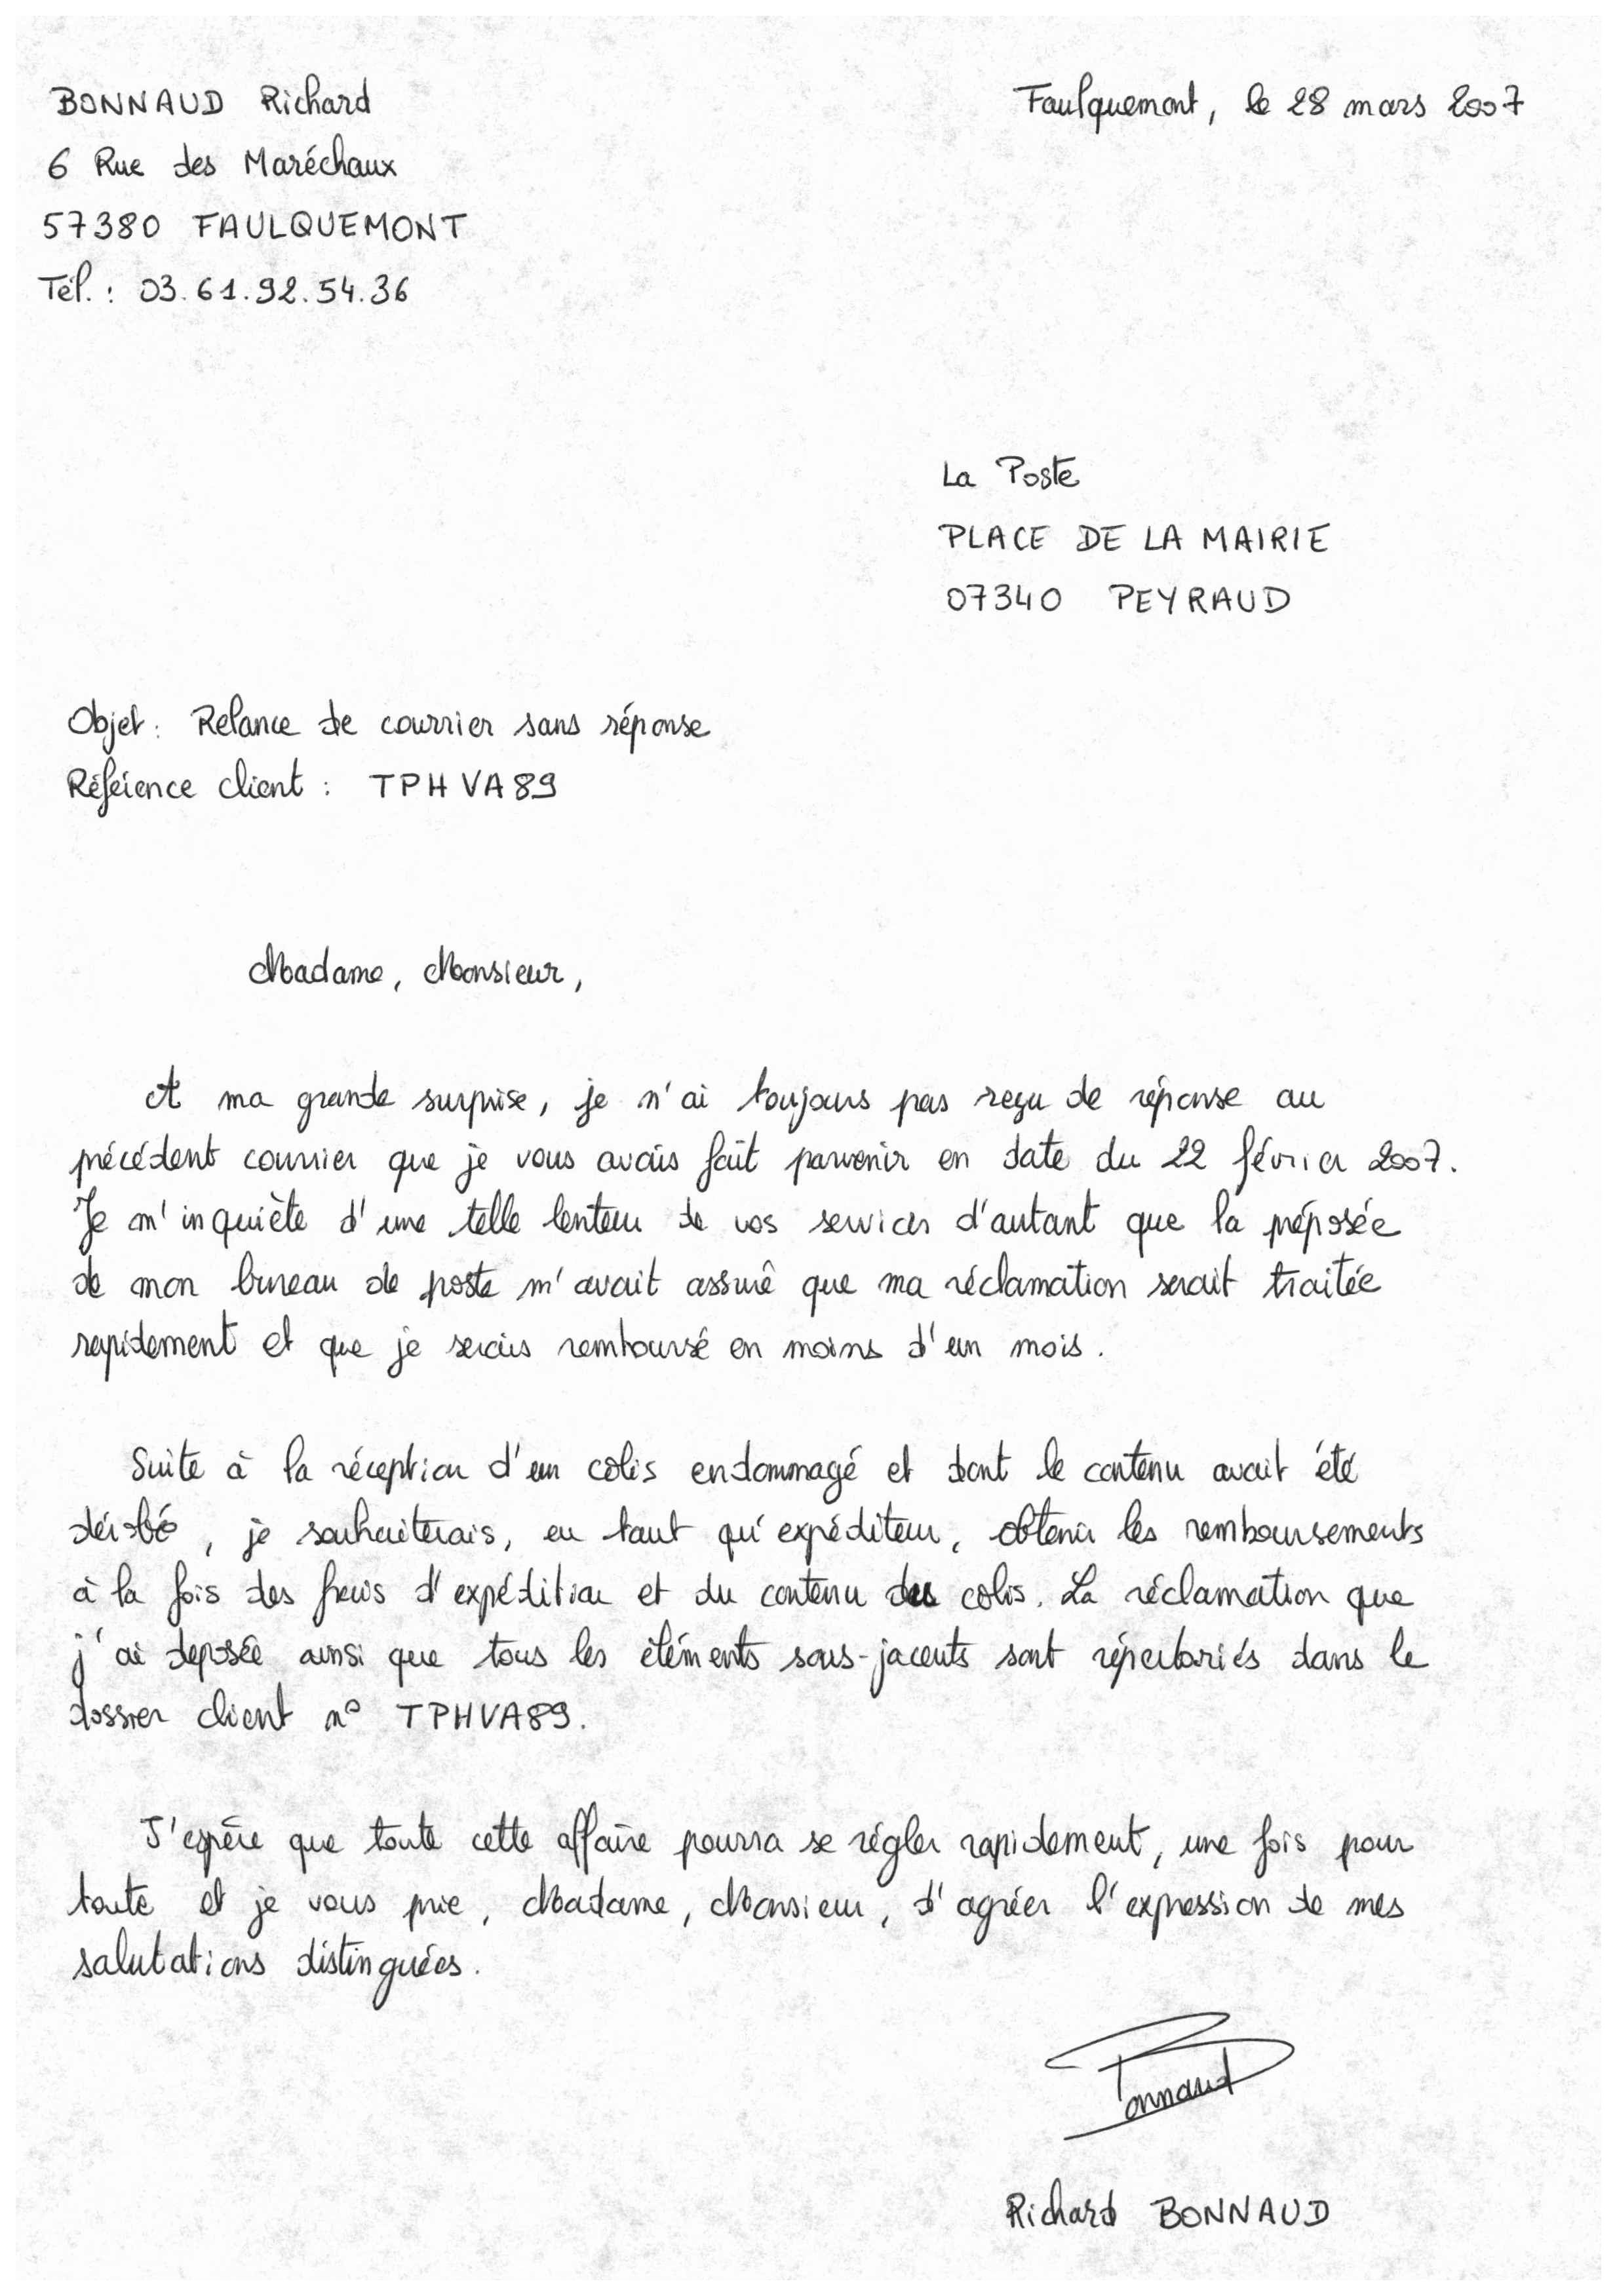 BONNAUD Richard
Faulquemont, le 28 mars 2007
6 Rue des Maréchaux
57380 FAULQUEMONT
Tél. : 03.61.92.54.36
La Poste
PLACE DE LA MAIRIE
07340 PEYRAUD
Objet : Relance de courrier sans réponse
Référence client : TPHVA89
Madame, Monsieur,
A ma grande surprise, je n'ai toujours pas reçu de réponse au
précédent courrier que je vous avais fait parvenir en date du 22 février 2007.
Je m'inquiète d'une telle lenteur de vos services d'autant que la préposée
de mon bureau de poste m'avait assuré que ma réclamation serait traitée
rapidement et que je serais remboursé en moins d'un mois.
Suite à la réception d'un colis endommagé et dont le contenu avait été
dérobé, je souhaiterais, en tant qu'expéditeur, obtenir les remboursements
à la fois des frais d'expédition et du contenu du colis. La réclamation que
j'ai déposée ainsi que tous les éléments sous-jacents sont répertoriés dans le
dossier client n° TPHVA89.
J'espère que toute cette affaire pourra se régler rapidement, une fois pour
toute et je vous prie, Madame, Monsieur, d'agréer l'expression de mes
salutations distinguées.
Bonnaud
Richard BONNAUD